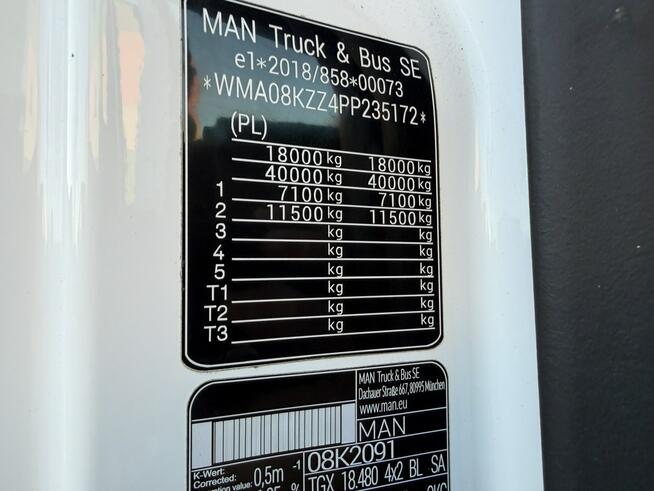 MAN Truck & Bus SE
e1*2018/858*00073
*WMA08KZZ4PP235172*
(PL)
18000 kg 18000 kg
40000 kg 40000 kg
1 7100 kg 7100 kg
2 11500 kg 11500 kg
3 kg kg
4 kg kg
5 kg kg
T1 kg kg
T2 kg kg
T3 kg kg
MAN Truck & Bus SE
Dachauer Straße 667, 80995 München
www.man.eu
MAN
K-Wert:
Corrected: 0,5m -1
08K2091
TGX 18.480 4x2 BL SA